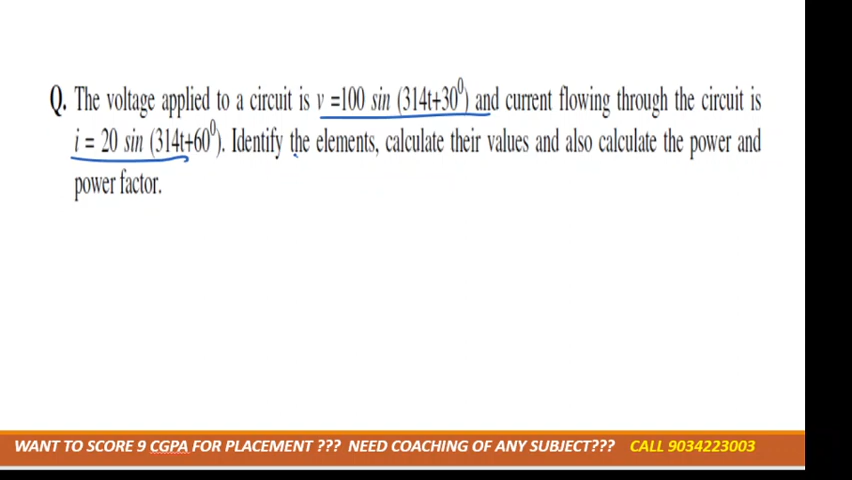 Q. The voltage applied to a circuit is v =100 sin (314t+30⁰) and current flowing through the circuit is
i = 20 sin (314t+60⁰). Identify the elements, calculate their values and also calculate the power and
power factor.
WANT TO SCORE 9 CGPA FOR PLACEMENT ??? NEED COACHING OF ANY SUBJECT??? CALL 9034223003